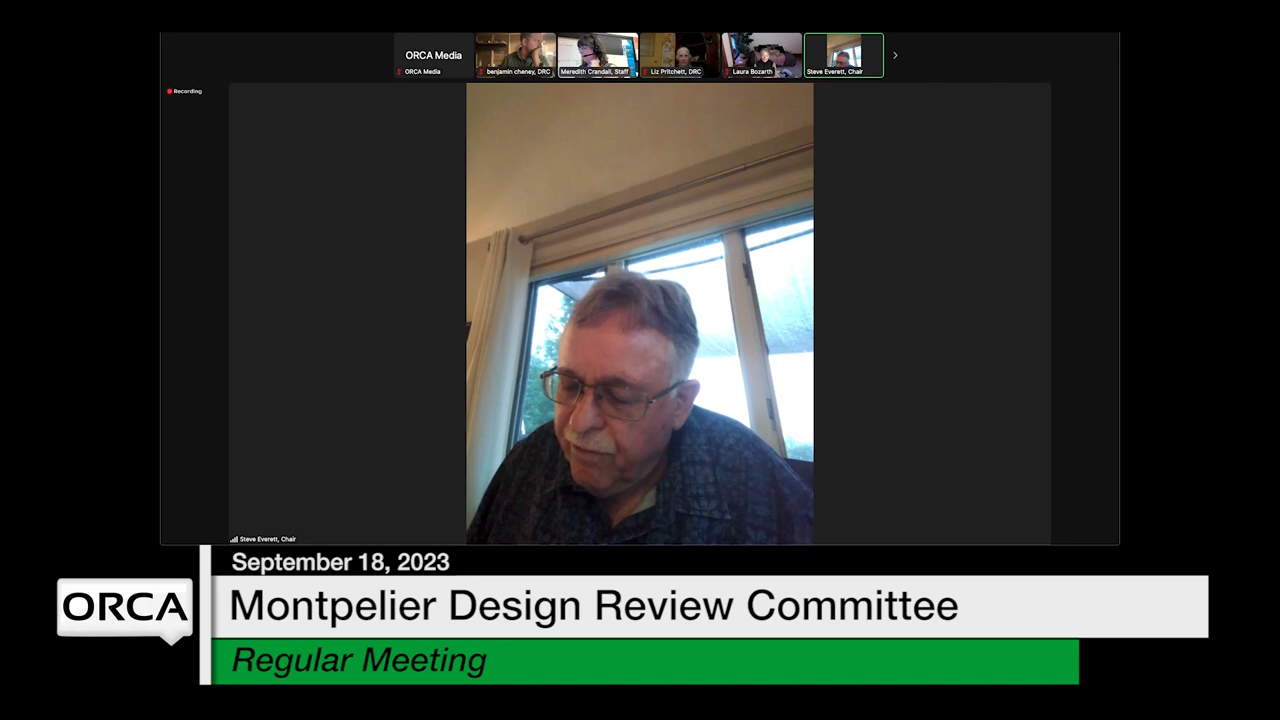 ORCA Media
ORCA Media
benjamin cheney, DRC
Meredith Crandall, Staff
Liz Pritchett, DRC
Laura Bozarth
Steve Everett, Chair
Recording
Steve Everett, Chair
September 18, 2023
ORCA
Montpelier Design Review Committee
Regular Meeting